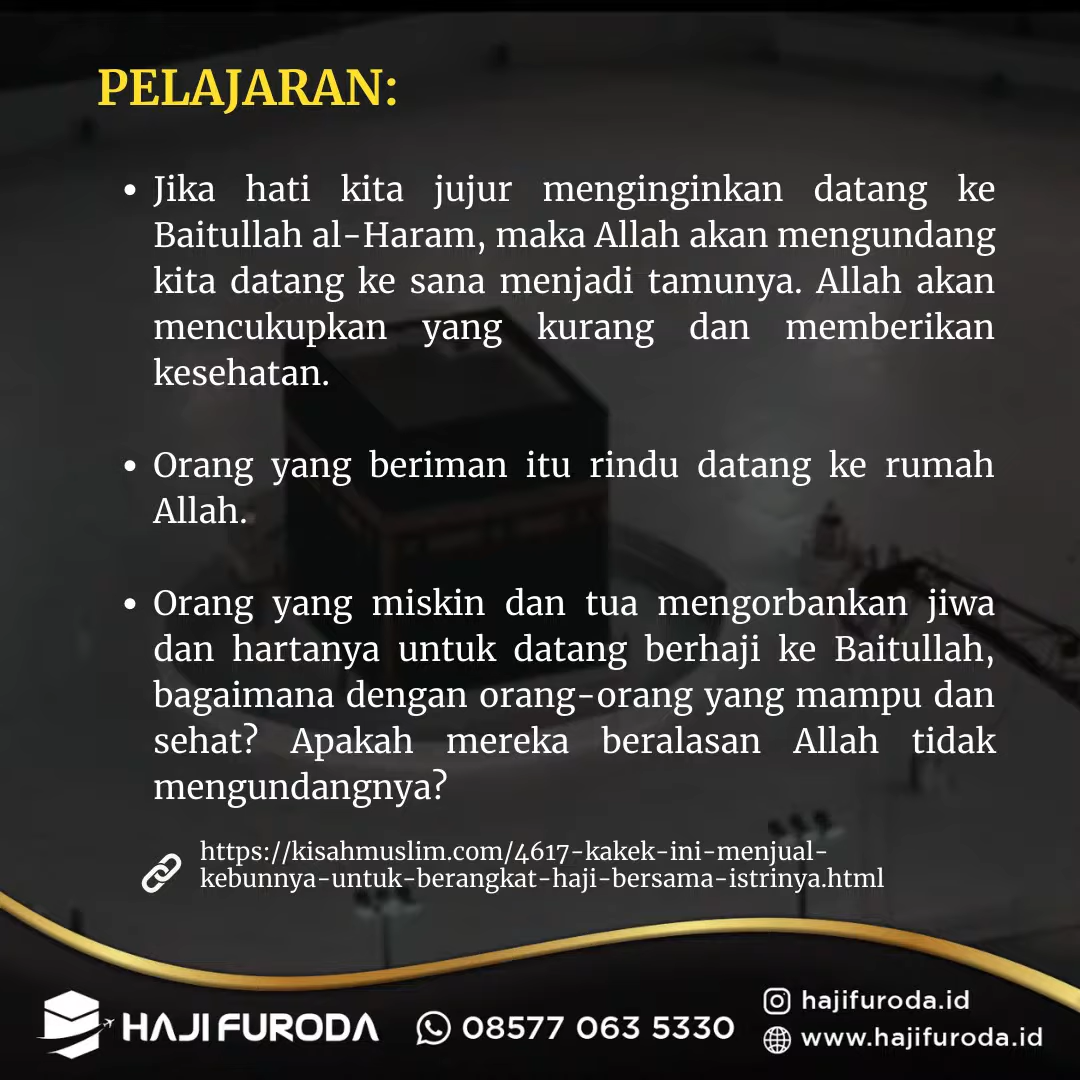 PELAJARAN:
• Jika hati kita jujur menginginkan datang ke
Baitullah al-Haram, maka Allah akan mengundang
kita datang ke sana menjadi tamunya. Allah akan
mencukupkan yang kurang dan memberikan
kesehatan.
• Orang yang beriman itu rindu datang ke rumah
Allah.
• Orang yang miskin dan tua mengorbankan jiwa
dan hartanya untuk datang berhaji ke Baitullah,
bagaimana dengan orang-orang yang mampu dan
sehat? Apakah mereka beralasan Allah tidak
mengundangnya?
https://kisahmuslim.com/4617-kakek-ini-menjual-
kebunnya-untuk-berangkat-haji-bersama-istrinya.html
HAJI FURODA
08577 063 5330
hajifuroda.id
www.hajifuroda.id